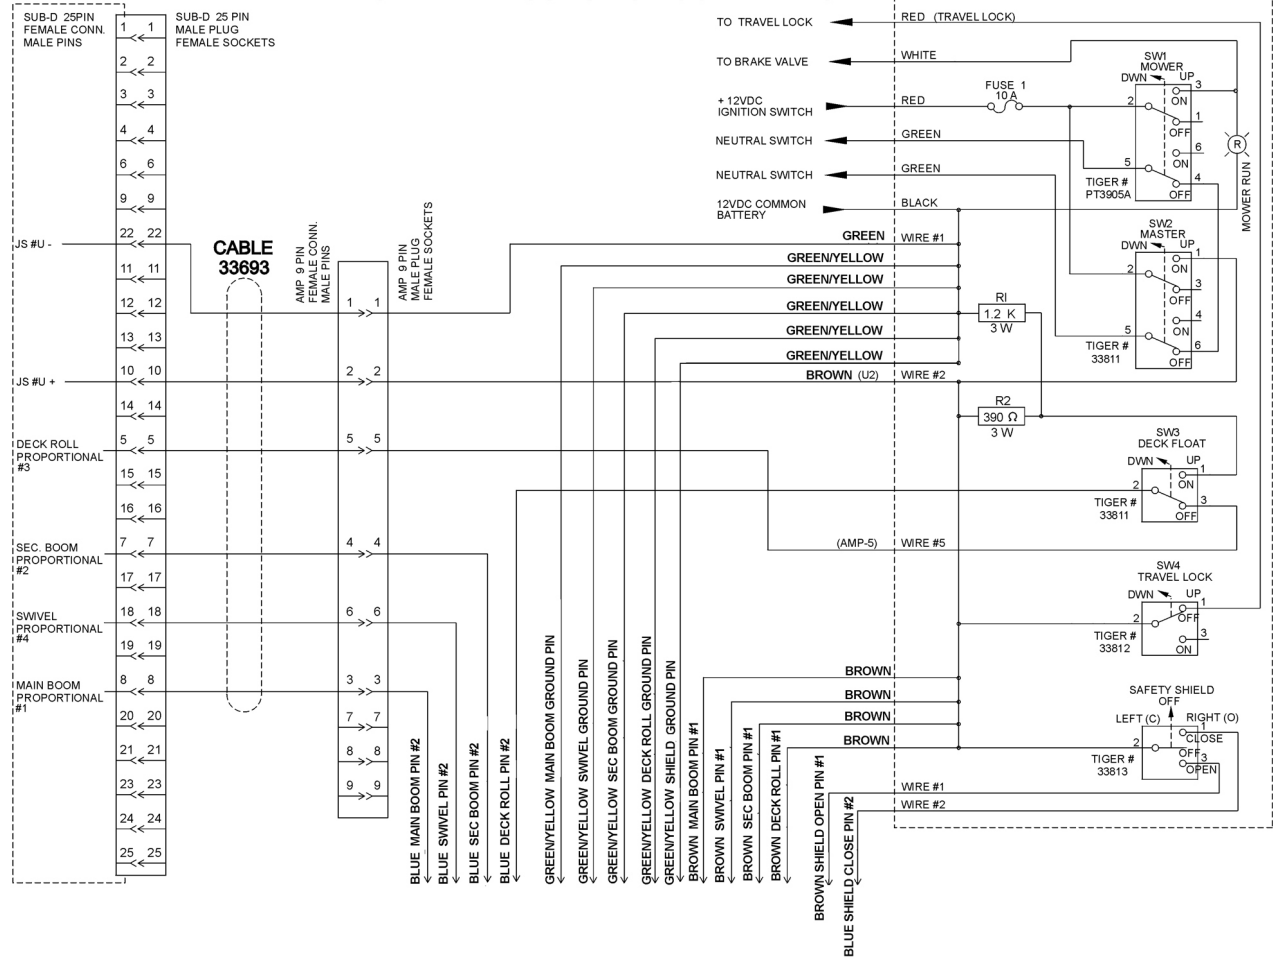 SUB-D 25PIN
FEMALE CONN.
MALE PINS
SUB-D 25 PIN
MALE PLUG
FEMALE SOCKETS
1 1
2 2
3 3
4 4
6 6
9 9
JS #U - 22 22
11 11
12 12
13 13
JS #U + 10 10
14 14
DECK ROLL
PROPORTIONAL
#3
5 5
15 15
16 16
SEC. BOOM
PROPORTIONAL
#2
7 7
17 17
SWIVEL
PROPORTIONAL
#4
18 18
19 19
MAIN BOOM
PROPORTIONAL
#1
8 8
20 20
21 21
23 23
24 24
25 25
CABLE
33693
AMP 9 PIN
FEMALE CONN.
MALE PINS
AMP 9 PIN
MALE PLUG
FEMALE SOCKETS
1 1
2 2
5 5
4 4
6 6
3 3
7 7
8 8
9 9
TO TRAVEL LOCK
RED (TRAVEL LOCK)
TO BRAKE VALVE
WHITE
+ 12VDC
IGNITION SWITCH
RED
FUSE 1
10 A
NEUTRAL SWITCH
GREEN
NEUTRAL SWITCH
GREEN
12VDC COMMON
BATTERY
BLACK
GREEN WIRE #1
GREEN/YELLOW
GREEN/YELLOW
GREEN/YELLOW
GREEN/YELLOW
GREEN/YELLOW
BROWN (U2) WIRE #2
R1
1.2 K
3 W
R2
390 Ω
3 W
(AMP-5) WIRE #5
SW1
MOWER
DWN UP
3
ON
2
1
OFF
6
ON
5
4
OFF
TIGER #
PT3905A
R
MOWER RUN
SW2
MASTER
DWN UP
1
ON
2
3
OFF
4
ON
5
6
OFF
TIGER #
33811
SW3
DECK FLOAT
DWN UP
1
ON
2
3
OFF
TIGER #
33811
SW4
TRAVEL LOCK
DWN UP
1
OFF
2
3
ON
TIGER #
33812
SAFETY SHIELD
OFF
LEFT (C) RIGHT (O)
1
CLOSE
2
OFF
3
OPEN
TIGER #
33813
BROWN
BROWN
BROWN
BROWN
WIRE #1
WIRE #2
BLUE MAIN BOOM PIN #2
BLUE SWIVEL PIN #2
BLUE SEC BOOM PIN #2
BLUE DECK ROLL PIN #2
GREEN/YELLOW MAIN BOOM GROUND PIN
GREEN/YELLOW SWIVEL GROUND PIN
GREEN/YELLOW SEC BOOM GROUND PIN
GREEN/YELLOW DECK ROLL GROUND PIN
GREEN/YELLOW SHIELD GROUND PIN
BROWN MAIN BOOM PIN #1
BROWN SWIVEL PIN #1
BROWN SEC BOOM PIN #1
BROWN DECK ROLL PIN #1
BROWN SHIELD OPEN PIN #1
BLUE SHIELD CLOSE PIN #2